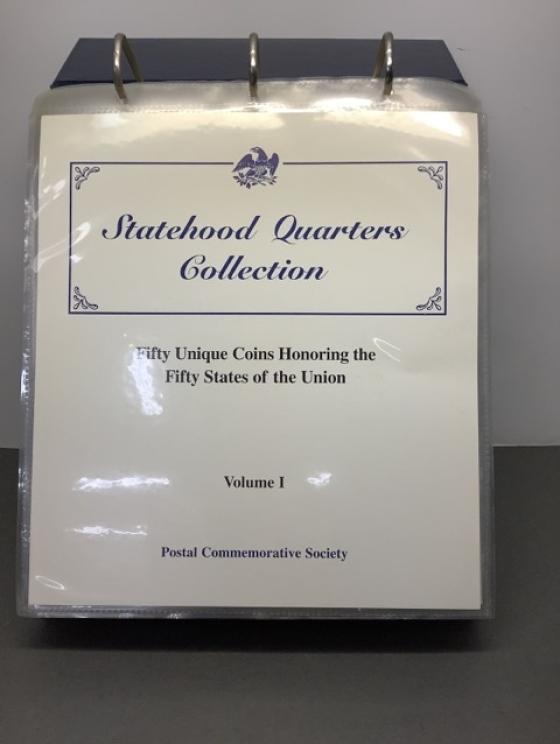 Statehood Quarters
Collection
Fifty Unique Coins Honoring the
Fifty States of the Union
Volume I
Postal Commemorative Society